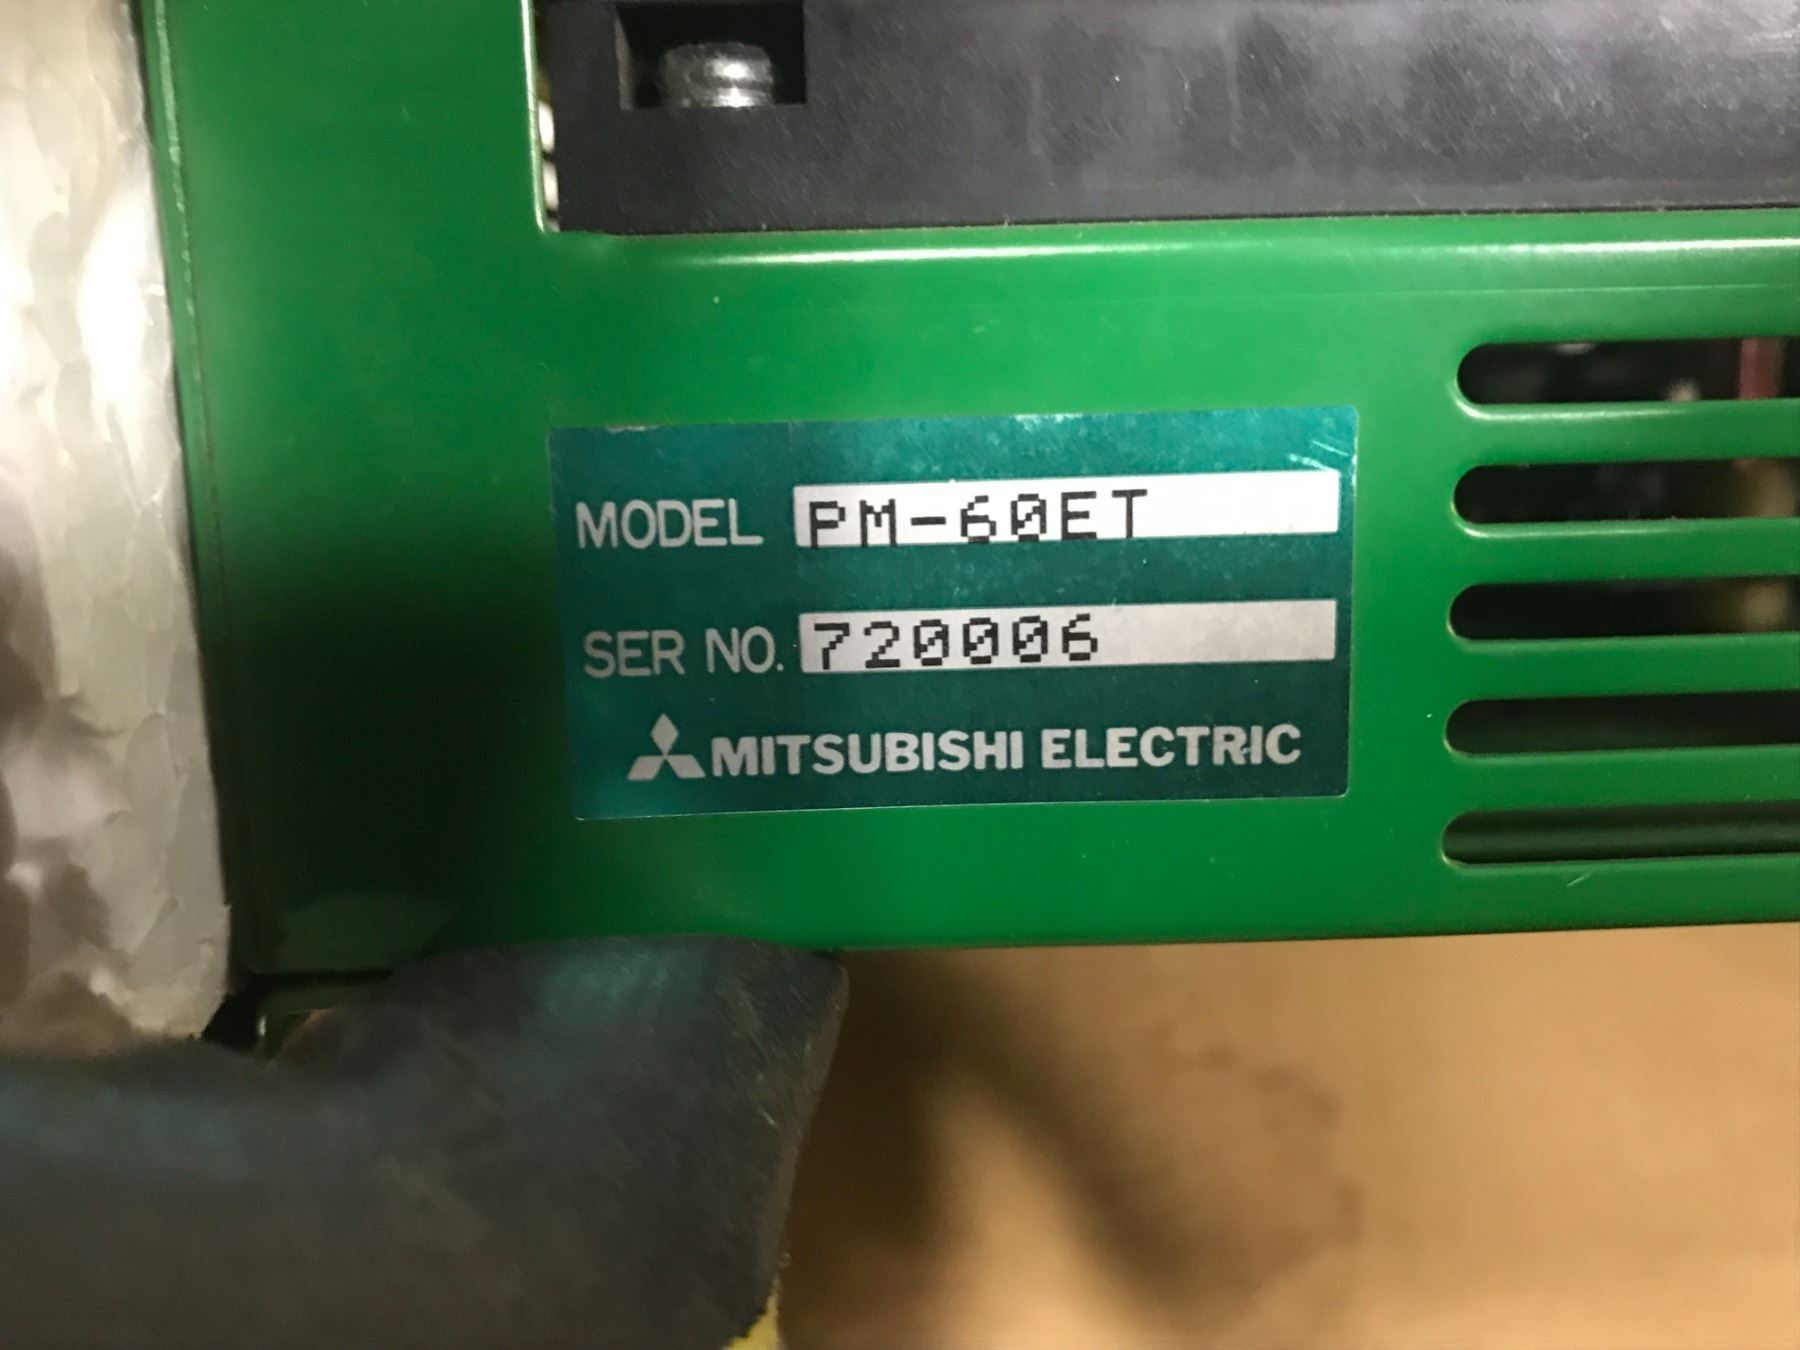 MODEL PM-60ET
SER NO. 720006
MITSUBISHI ELECTRIC